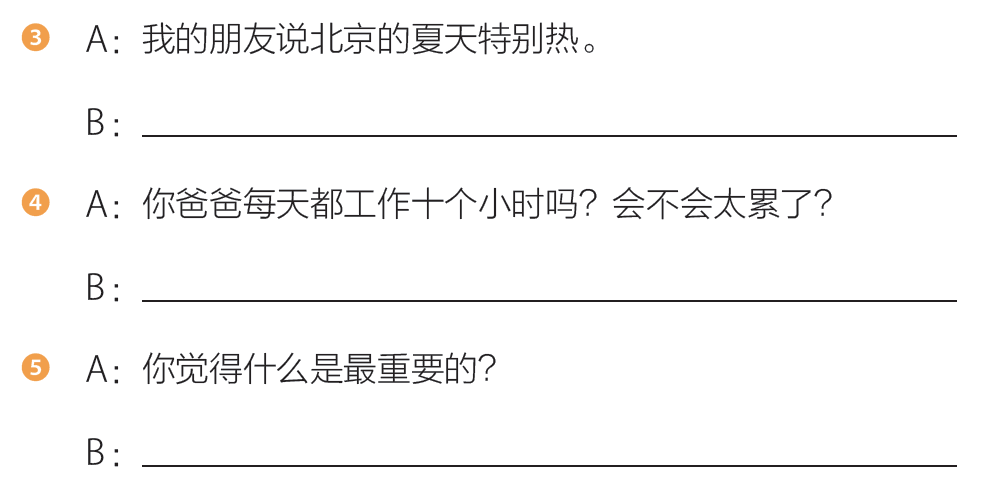 3 A：我的朋友说北京的夏天特别热。
B：
4 A：你爸爸每天都工作十个小时吗？会不会太累了？
B：
5 A：你觉得什么是最重要的？
B：